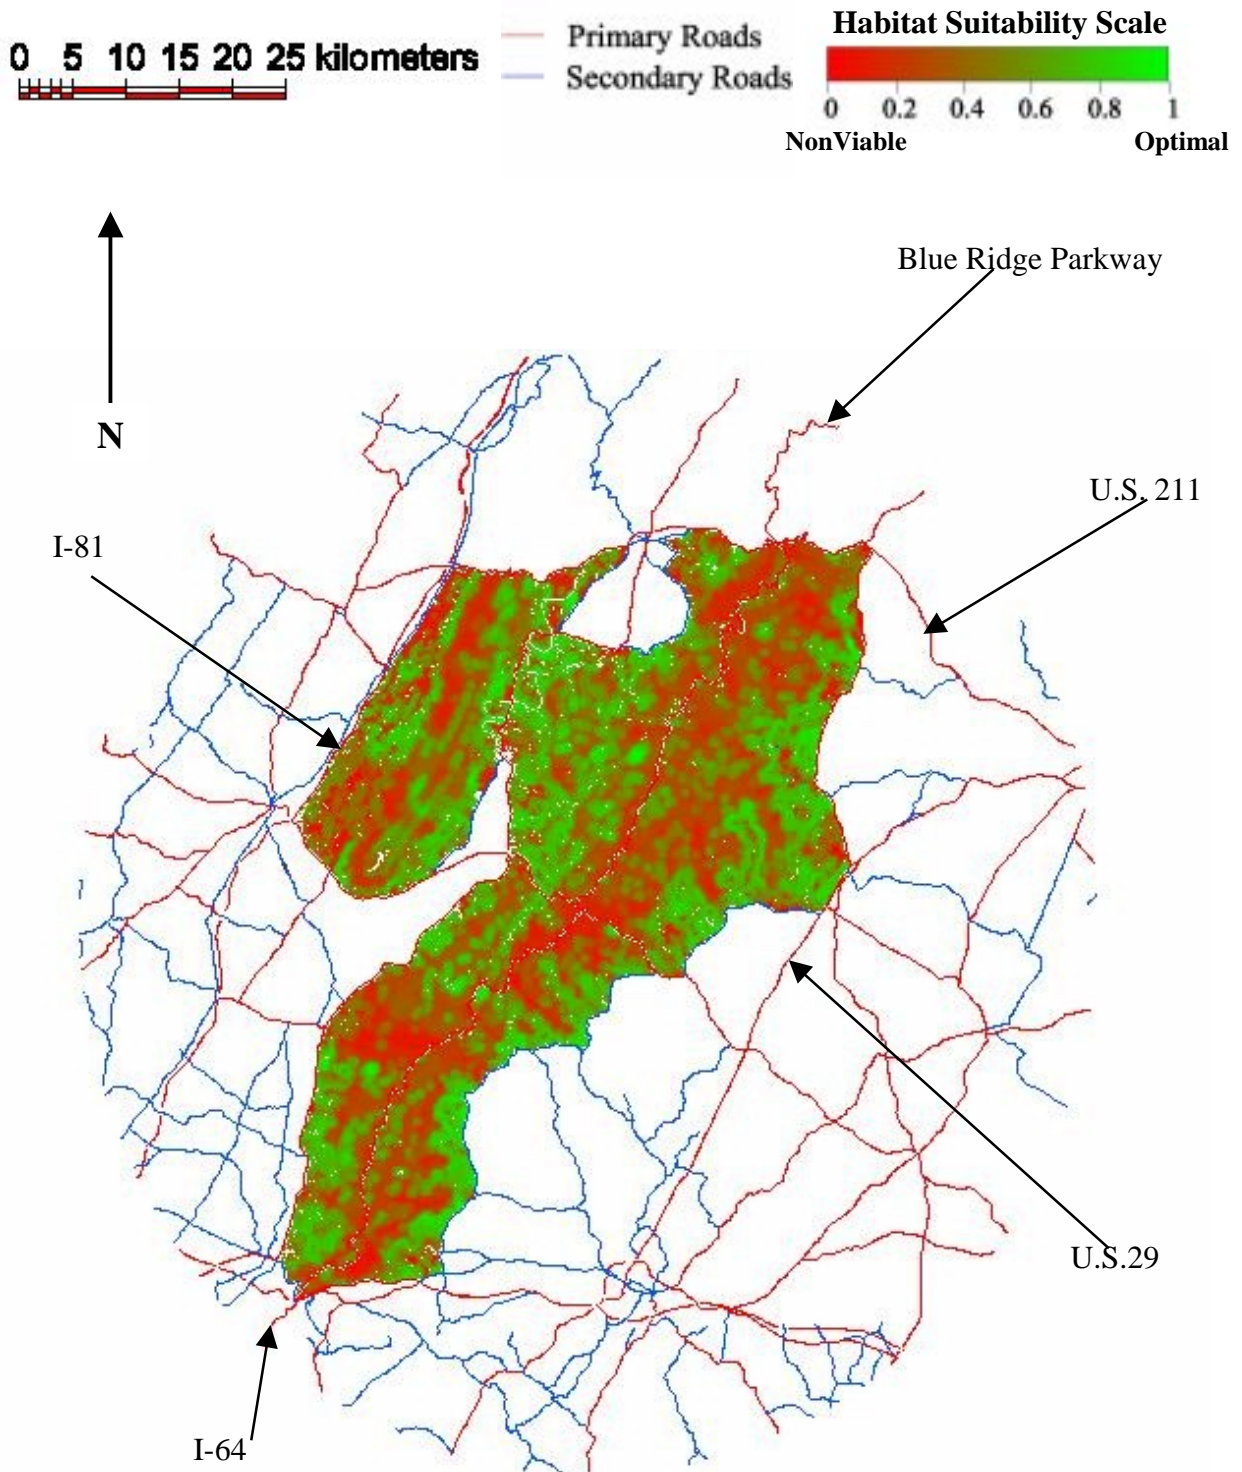 Habitat Suitability Scale
Primary Roads
Secondary Roads
0 5 10 15 20 25 kilometers
0 0.2 0.4 0.6 0.8 1
NonViable Optimal
Blue Ridge Parkway
N
U.S. 211
I-81
U.S.29
I-64